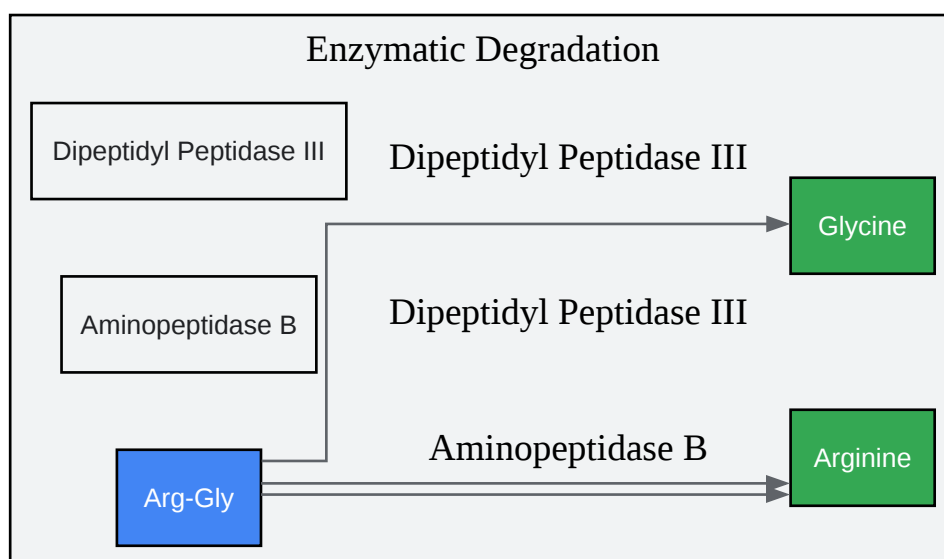 Enzymatic Degradation
Dipeptidyl Peptidase III
Dipeptidyl Peptidase III
Glycine
Aminopeptidase B
Dipeptidyl Peptidase III
Aminopeptidase B
Arginine
Arg-Gly